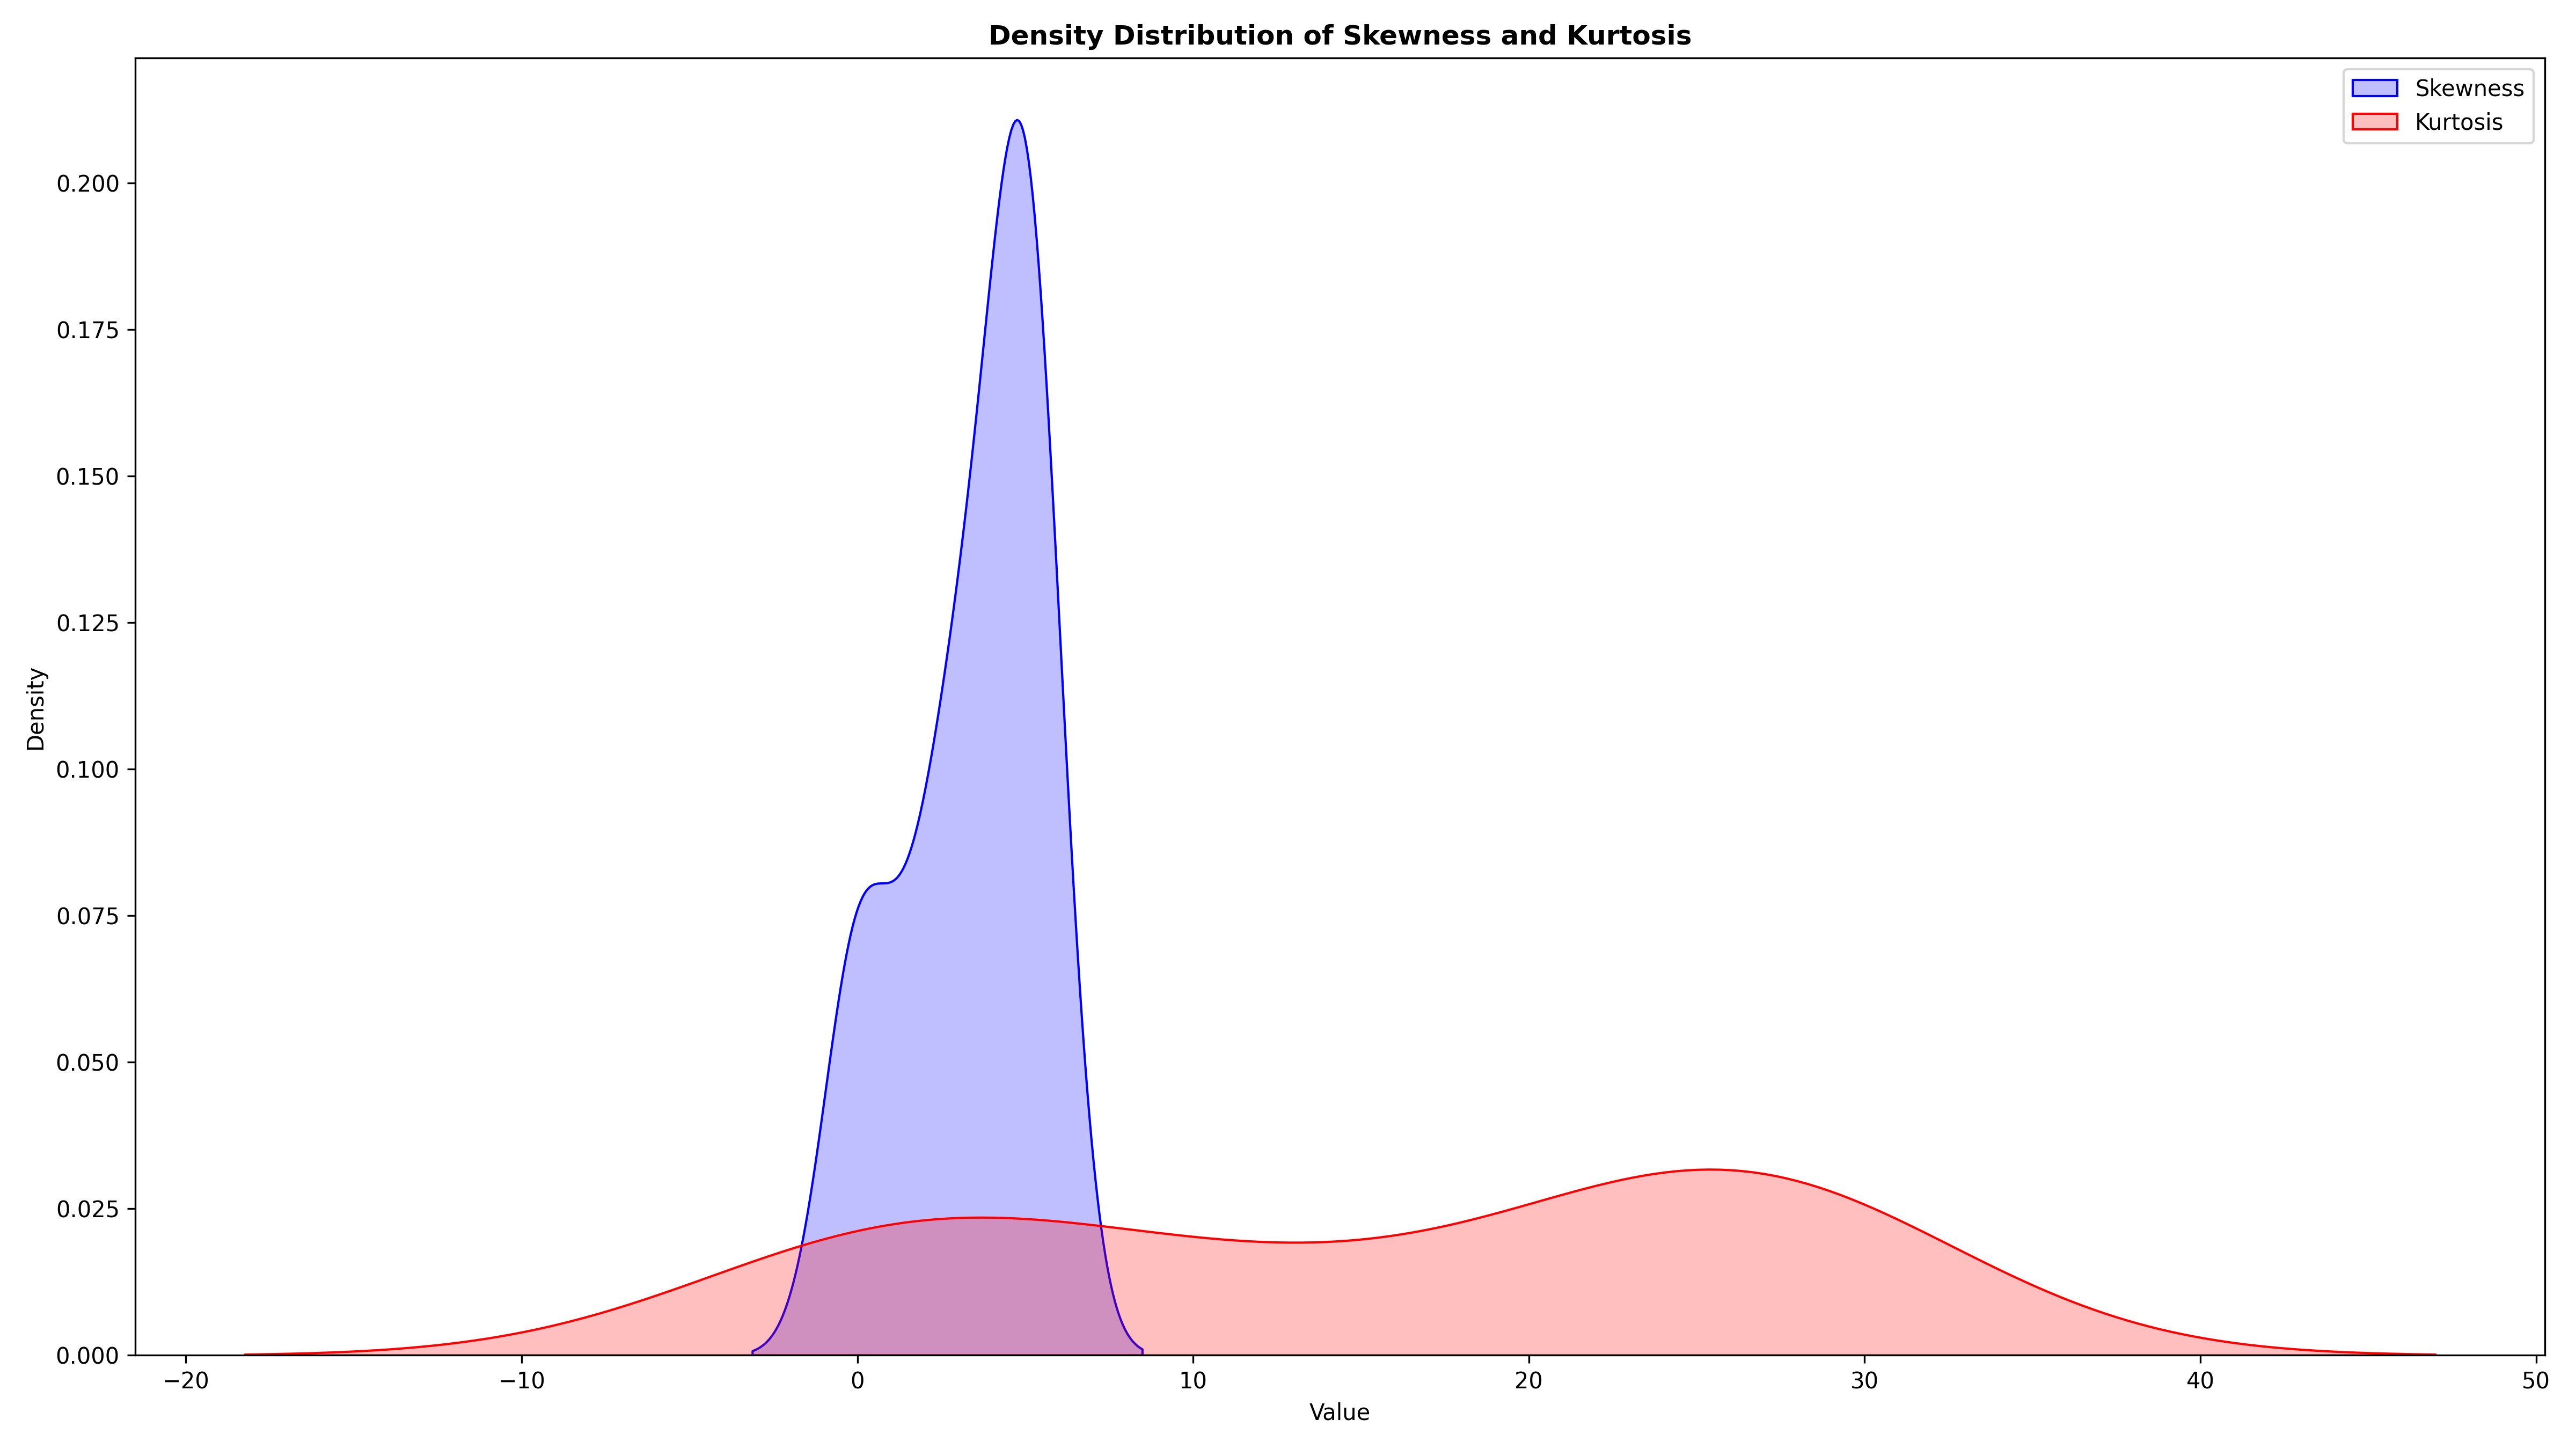 Density Distribution of Skewness and Kurtosis
Skewness
Kurtosis
0.200
0.175
0.150
0.125
0.100
0.075
0.050
0.025
0.000
Density
−20 −10 0 10 20 30 40 50
Value